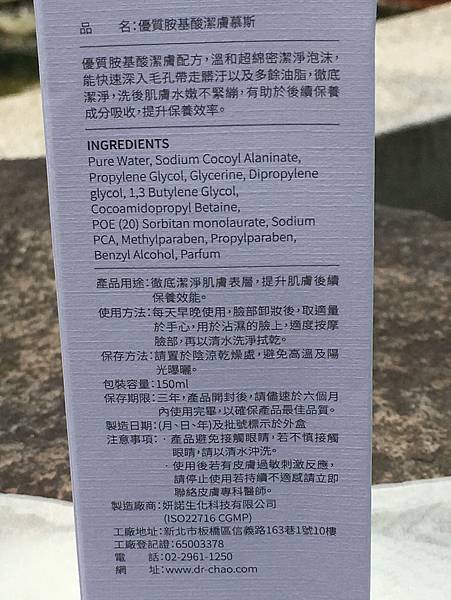 品　　名:優質胺基酸潔膚慕斯
優質胺基酸潔膚配方，溫和超綿密潔淨泡沫，
能快速深入毛孔帶走髒汙以及多餘油脂，徹底
潔淨，洗後肌膚水嫩不緊繃，有助於後續保養
成分吸收，提升保養效率。
INGREDIENTS
Pure Water, Sodium Cocoyl Alaninate,
Propylene Glycol, Glycerine, Dipropylene
glycol, 1,3 Butylene Glycol,
Cocoamidopropyl Betaine,
POE (20) Sorbitan monolaurate, Sodium
PCA, Methylparaben, Propylparaben,
Benzyl Alcohol, Parfum
產品用途:徹底潔淨肌膚表層，提升肌膚後續
保養效能。
使用方法:每天早晚使用，臉部卸妝後，取適量
於手心，用於沾濕的臉上，適度按摩
臉部，再以清水洗淨拭乾。
保存方法:請置於陰涼乾燥處，避免高溫及陽
光曝曬。
包裝容量:150ml
保存期限:三年，產品開封後，請儘速於六個月
內使用完畢，以確保產品最佳品質。
製造日期:(月、日、年)及批號標示於外盒
注意事項:·產品避免接觸眼睛，若不慎接觸
眼睛，請以清水沖洗。
·使用後若有皮膚過敏刺激反應，
請停止使用若持續不適感請立即
聯絡皮膚專科醫師。
製造廠商:妍諾生化科技有限公司
(ISO22716 CGMP)
工廠地址:新北市板橋區信義路163巷1號10樓
工廠登記證:65003378
電　　話:02-2961-1250
網　　址:www.dr-chao.com